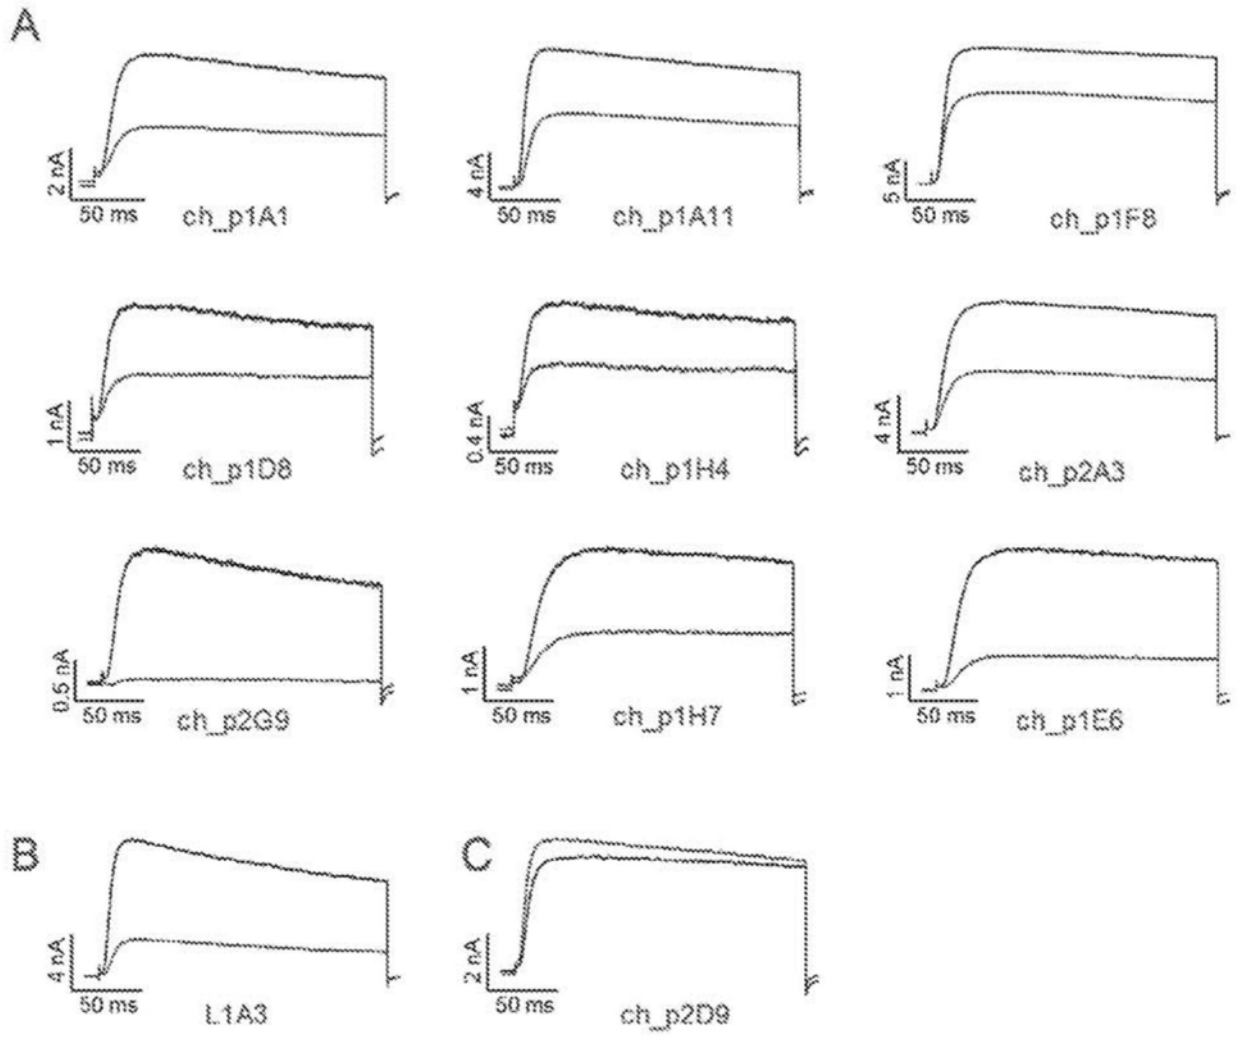 A
2 nA
50 ms
ch_p1A1
4 nA
50 ms
ch_p1A11
5 nA
50 ms
ch_p1F8
1 nA
50 ms
ch_p1D8
0.4 nA
50 ms
ch_p1H4
4 nA
50 ms
ch_p2A3
0.5 nA
50 ms
ch_p2G9
1 nA
50 ms
ch_p1H7
1 nA
50 ms
ch_p1E6
B
4 nA
50 ms
L1A3
C
2 nA
50 ms
ch_p2D9